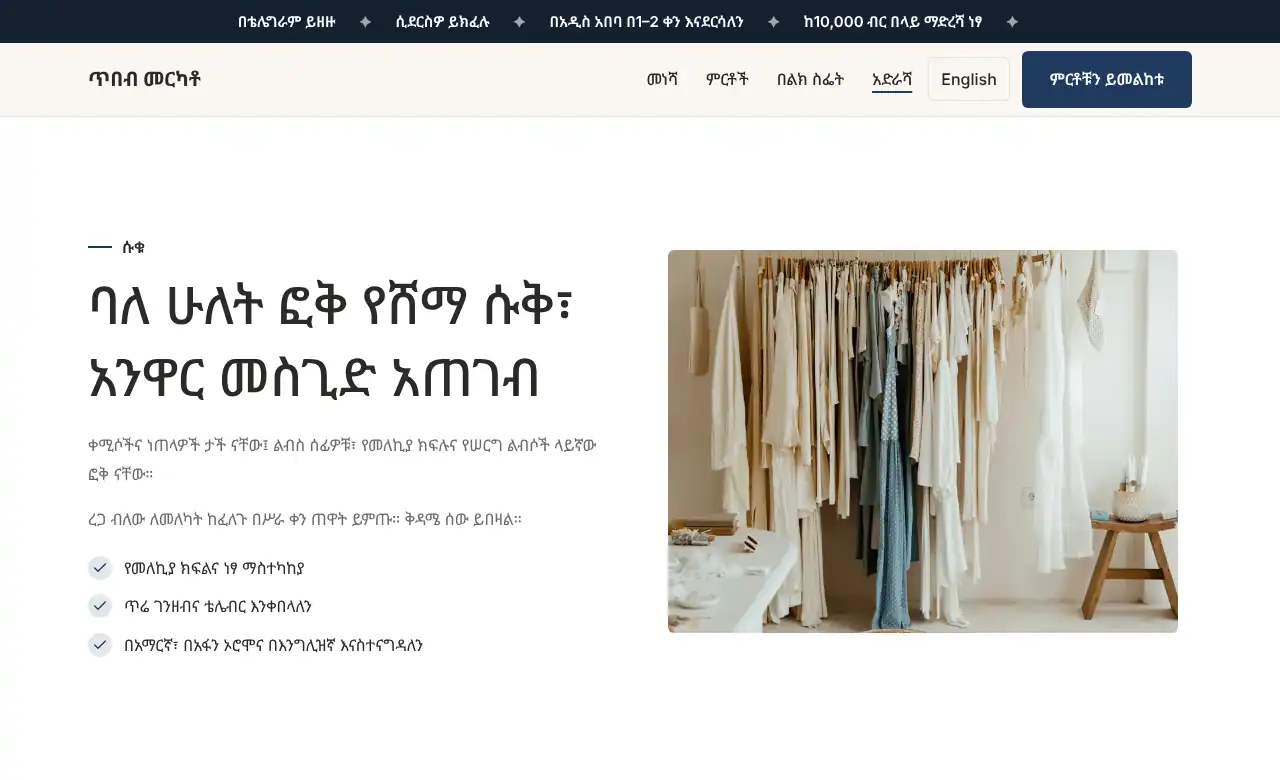 በቴሌግራም ይዘዙ ✦ ሲደርስዎ ይክፈሉ ✦ በአዲስ አበባ በ1–2 ቀን እናደርሳለን ✦ ከ10,000 ብር በላይ ማድረሻ ነፃ ✦
ጥበብ መርካቶ
መነሻ ምርቶች በልክ ስፌት አድራሻ English ምርቶቹን ይመልከቱ
ሱቁ
ባለ ሁለት ፎቅ የሸማ ሱቅ፣
አንዋር መስጊድ አጠገብ
ቀሚሶችና ነጠላዎች ታች ናቸው፤ ልብስ ሰፊዎቹ፣ የመለኪያ ክፍሉና የሠርግ ልብሶች ላይኛው
ፎቅ ናቸው።
ረጋ ብለው ለመለካት ከፈለጉ በሥራ ቀን ጠዋት ይምጡ። ቅዳሜ ሰው ይበዛል።
የመለኪያ ክፍልና ነፃ ማስተካከያ
ጥሬ ገንዘብና ቴሌብር እንቀበላለን
በአማርኛ፣ በአፋን ኦሮሞና በእንግሊዝኛ እናስተናግዳለን